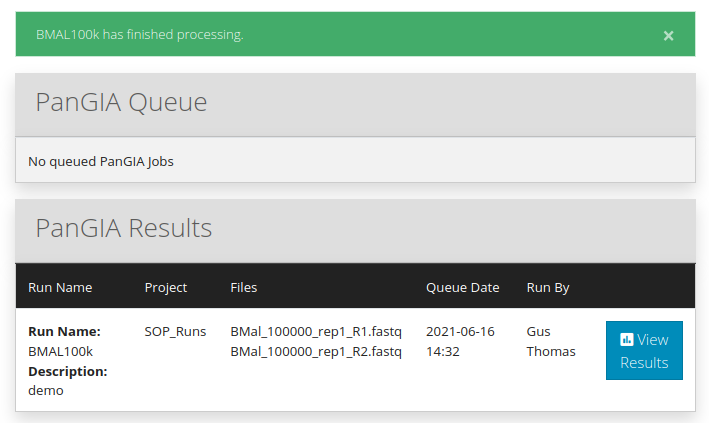 BMAL100k has finished processing.
×
PanGIA Queue
No queued PanGIA Jobs
PanGIA Results
Run Name Project Files Queue Date Run By
Run Name: SOP_Runs BMal_100000_rep1_R1.fastq 2021-06-16 Gus View
BMAL100k BMal_100000_rep1_R2.fastq 14:32 Thomas Results
Description:
demo